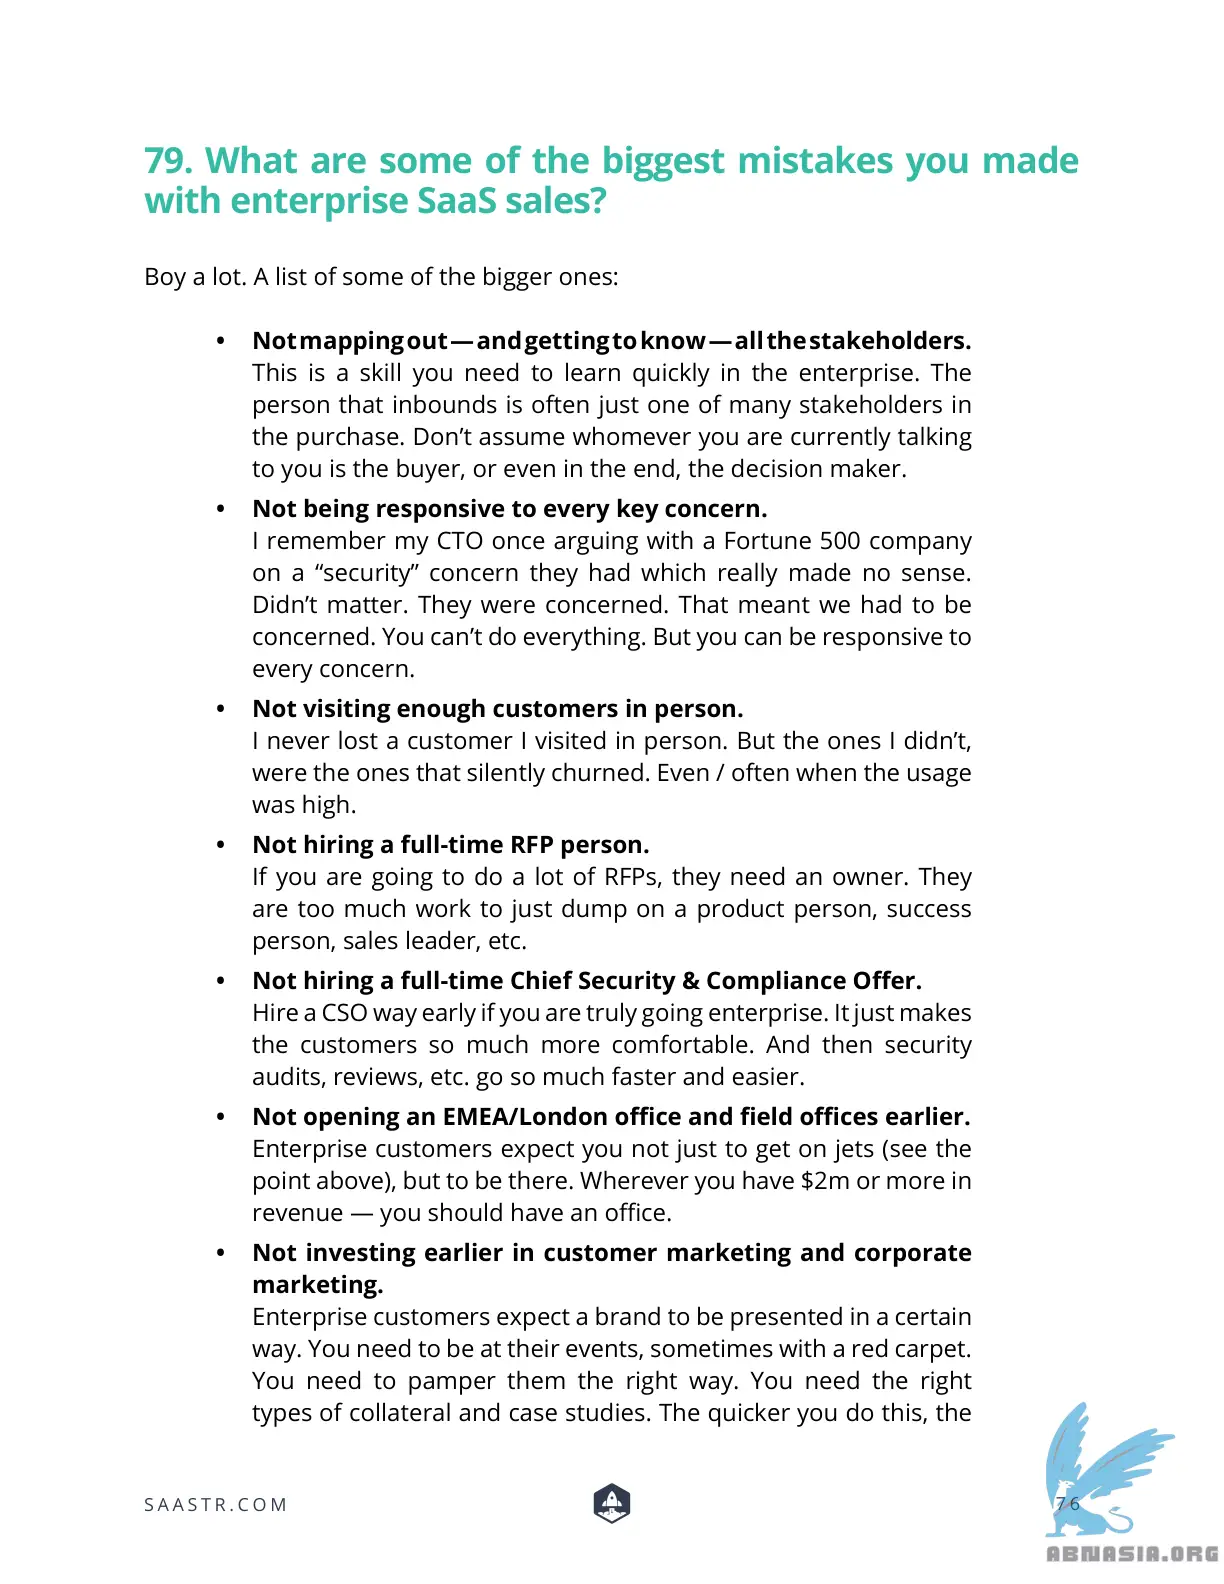 79. What are some of the biggest mistakes you made
with enterprise SaaS sales?
Boy a lot. A list of some of the bigger ones:
• Not mapping out — and getting to know — all the stakeholders.
This is a skill you need to learn quickly in the enterprise. The
person that inbounds is often just one of many stakeholders in
the purchase. Don’t assume whomever you are currently talking
to you is the buyer, or even in the end, the decision maker.
• Not being responsive to every key concern.
I remember my CTO once arguing with a Fortune 500 company
on a “security” concern they had which really made no sense.
Didn’t matter. They were concerned. That meant we had to be
concerned. You can’t do everything. But you can be responsive to
every concern.
• Not visiting enough customers in person.
I never lost a customer I visited in person. But the ones I didn’t,
were the ones that silently churned. Even / often when the usage
was high.
• Not hiring a full-time RFP person.
If you are going to do a lot of RFPs, they need an owner. They
are too much work to just dump on a product person, success
person, sales leader, etc.
• Not hiring a full-time Chief Security & Compliance Offer.
Hire a CSO way early if you are truly going enterprise. It just makes
the customers so much more comfortable. And then security
audits, reviews, etc. go so much faster and easier.
• Not opening an EMEA/London office and field offices earlier.
Enterprise customers expect you not just to get on jets (see the
point above), but to be there. Wherever you have $2m or more in
revenue — you should have an office.
• Not investing earlier in customer marketing and corporate
marketing.
Enterprise customers expect a brand to be presented in a certain
way. You need to be at their events, sometimes with a red carpet.
You need to pamper them the right way. You need the right
types of collateral and case studies. The quicker you do this, the
SAASTR.COM
76
ABNASIA.ORG